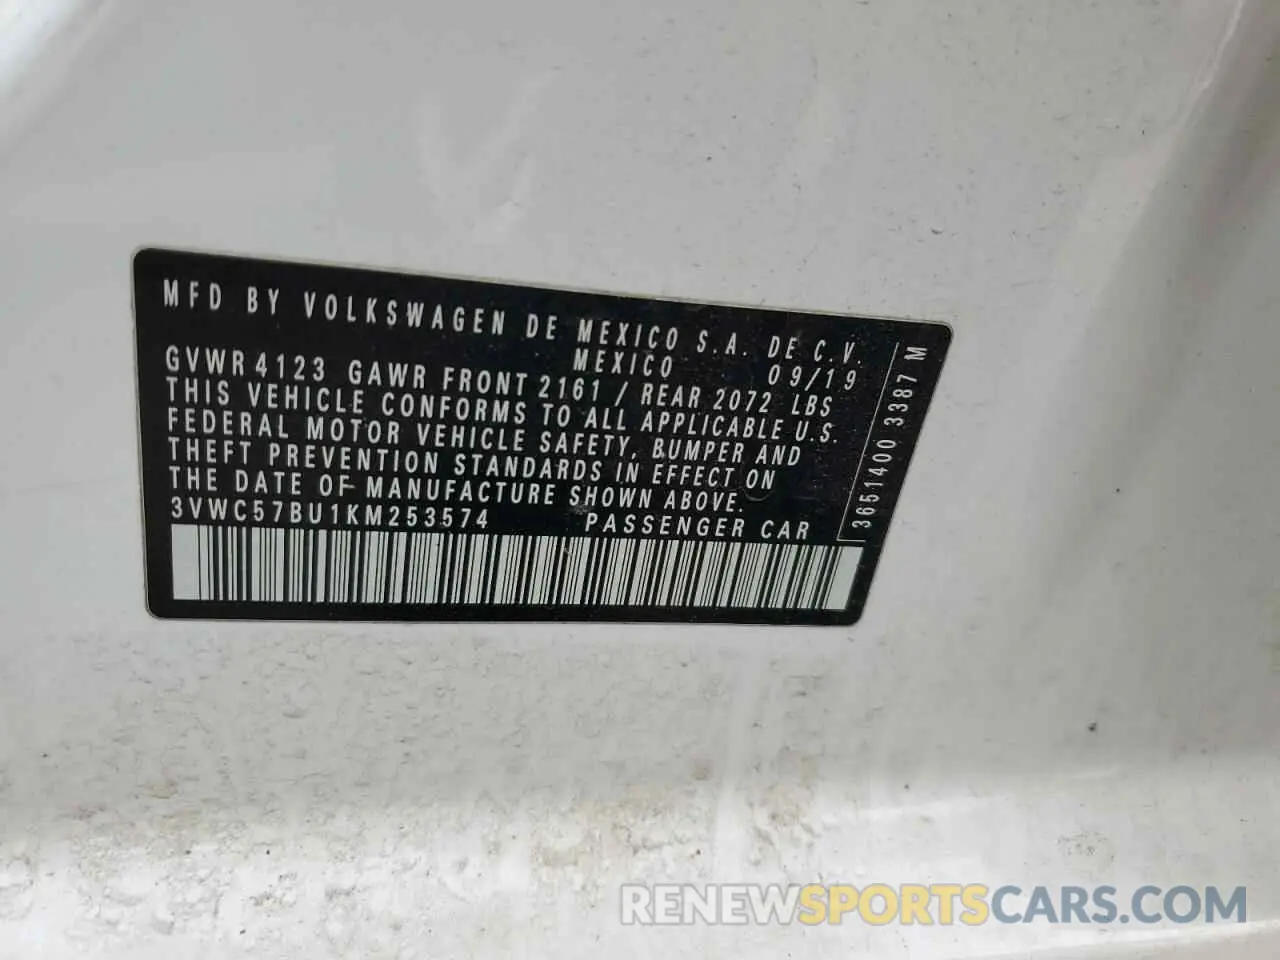 MFD BY VOLKSWAGEN DE MEXICO S.A. DE C.V.
MEXICO 09/19
GVWR 4123 GAWR FRONT 2161 / REAR 2072 LBS
THIS VEHICLE CONFORMS TO ALL APPLICABLE U.S.
FEDERAL MOTOR VEHICLE SAFETY, BUMPER AND
THEFT PREVENTION STANDARDS IN EFFECT ON
THE DATE OF MANUFACTURE SHOWN ABOVE.
3VWC57BU1KM253574 PASSENGER CAR
3651400 3387 M
RENEWSPORTSCARS.COM